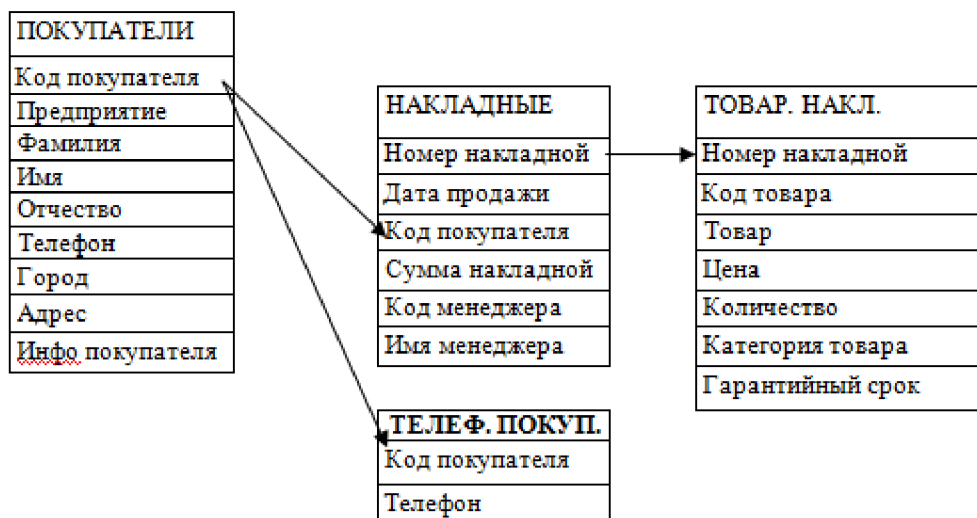 ПОКУПАТЕЛИ
Код покупателя
Предприятие
Фамилия
Имя
Отчество
Телефон
Город
Адрес
Инфо покупателя
НАКЛАДНЫЕ
Номер накладной
Дата продажи
Код покупателя
Сумма накладной
Код менеджера
Имя менеджера
ТЕЛЕФ. ПОКУП.
Код покупателя
Телефон
ТОВАР. НАКЛ.
Номер накладной
Код товара
Товар
Цена
Количество
Категория товара
Гарантийный срок